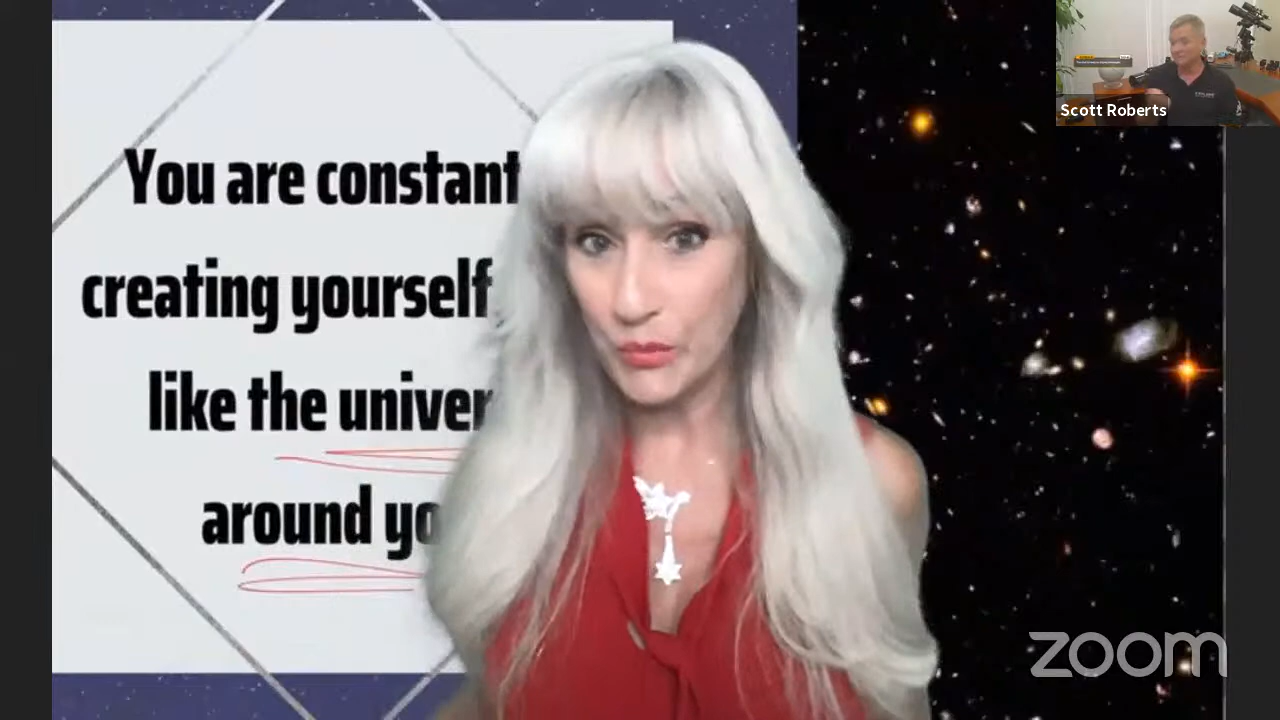 You are constant
creating yourself
like the univer
around yo
Scott Roberts
zoom